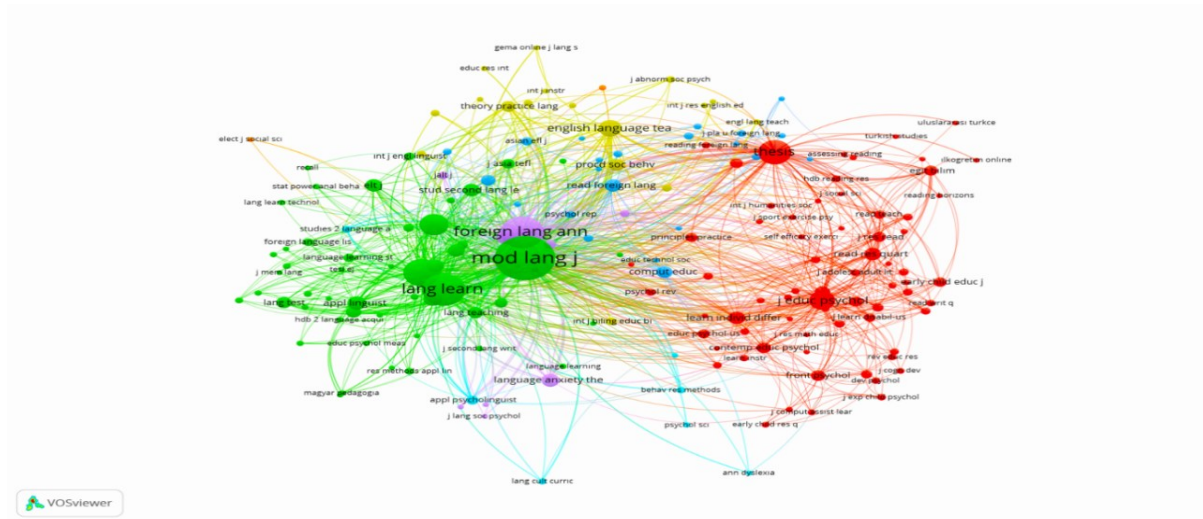 gema online j lang s
educ res int
j abnorm soc psych
int j instr
theory practice lang
int j res english ed
english language tea
engl lang teach
uluslararası turkce
j pla u foreign lang
elect j social sci
asian efl j
reading foreign lang
thesis
turkish studies
int j engl linguist
j asia tefl
procd soc behv
assessing reading
ilkogretim online
recall
jalt j
read foreign lang
hdb reading res
stat power anal beha
elt j
stud second lang le
j social sci
reading horizons
lang learn technol
psychol rep
int j humanities soc
read teach
studies 2 language a
foreign lang ann
j sport exercise psy
foreign language lis
principles practice
self efficacy exerci
j res read
language learning st
mod lang j
educ technol soc
read res quart
test ej
comput educ
j mem lang
lang learn
psychol rev
j adolesc adult lit
early child educ j
lang test
appl linguist
j educ psychol
read writ q
hdb 2 language acqui
lang teaching
int j biling educ bi
learn individ differ
j learn disabil-us
educ psychol meas
j second lang writ
educ psychol-us
j res math educ
contemp educ psychol
language learning
learn instr
rev educ res
res methods appl lin
language anxiety the
front psychol
j cogn dev
dev psychol
magyar pedagogia
appl psycholinguist
behav res methods
j exp child psychol
j lang soc psychol
j comput assist lear
psychol sci
early child res q
ann dyslexia
lang cult curric
VOSviewer